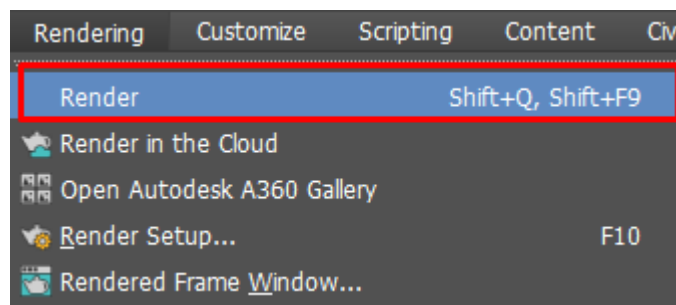 Rendering Customize Scripting Content Civ
Render Shift+Q, Shift+F9
Render in the Cloud
Open Autodesk A360 Gallery
Render Setup... F10
Rendered Frame Window...